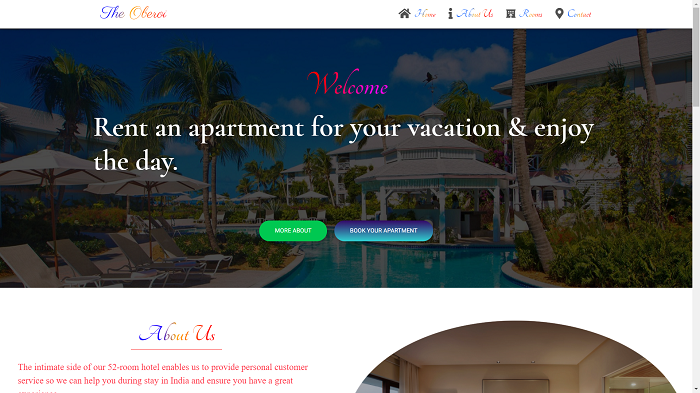 The Oberoi
Home
About Us
Rooms
Contact
Welcome
Rent an apartment for your vacation & enjoy
the day.
MORE ABOUT
BOOK YOUR APARTMENT
About Us
The intimate side of our 52-room hotel enables us to provide personal customer
service so we can help you during stay in India and ensure you have a great